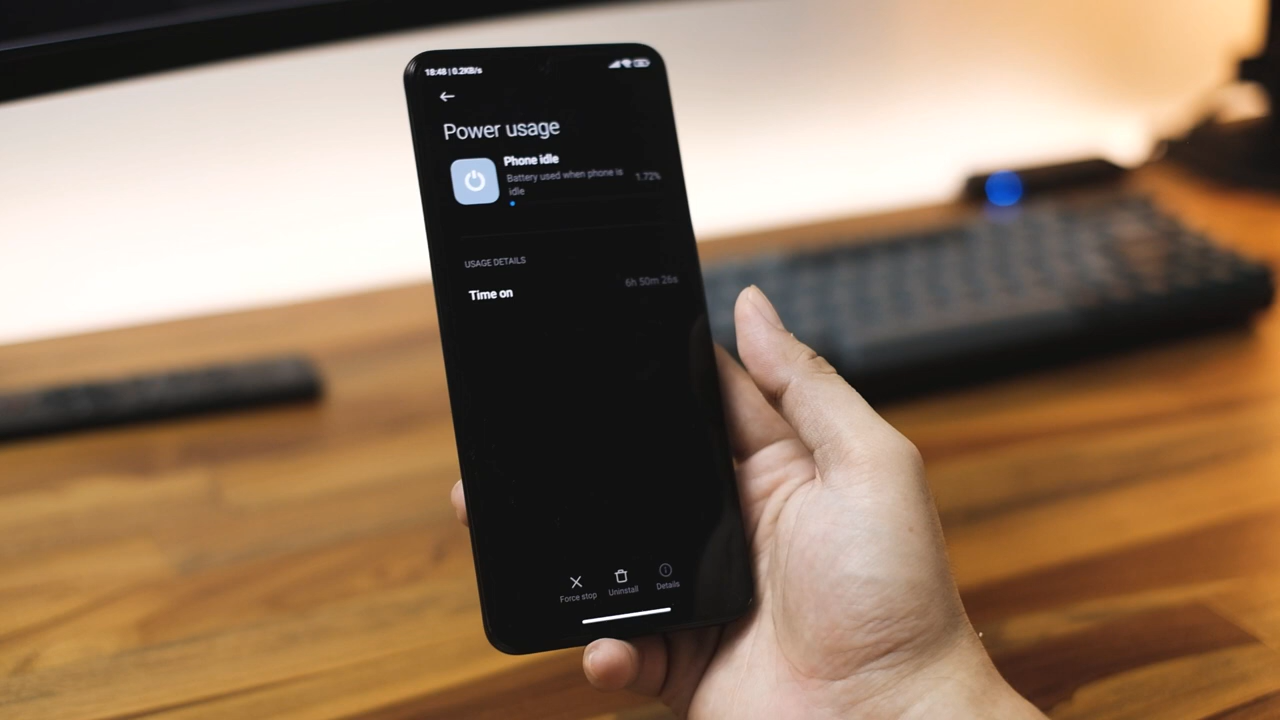 18:48 | 0.2KB/s
Power usage
Phone idle
Battery used when phone is
idle
1.72%
USAGE DETAILS
Time on
6h 50m 26s
Force stop
Uninstall
Details